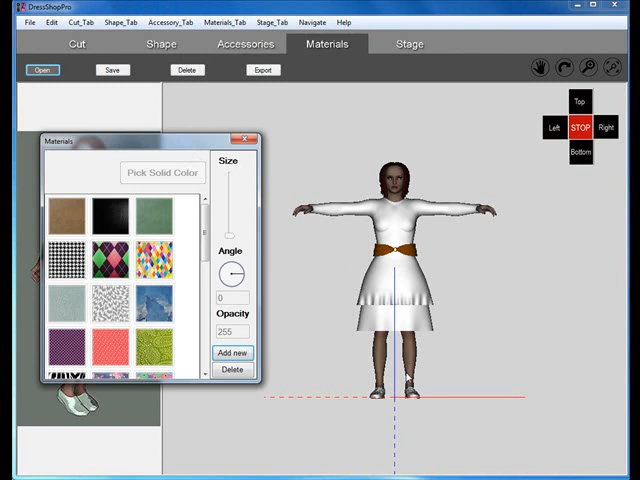 DressShopPro
File Edit Cut_Tab Shape_Tab Accessory_Tab Materials_Tab Stage_Tab Navigate Help
Cut Shape Accessories Materials Stage
Open Save Delete Export
Top
Left STOP Right
Bottom
Materials
Pick Solid Color
Size
Angle
0
Opacity
255
Add new
Delete